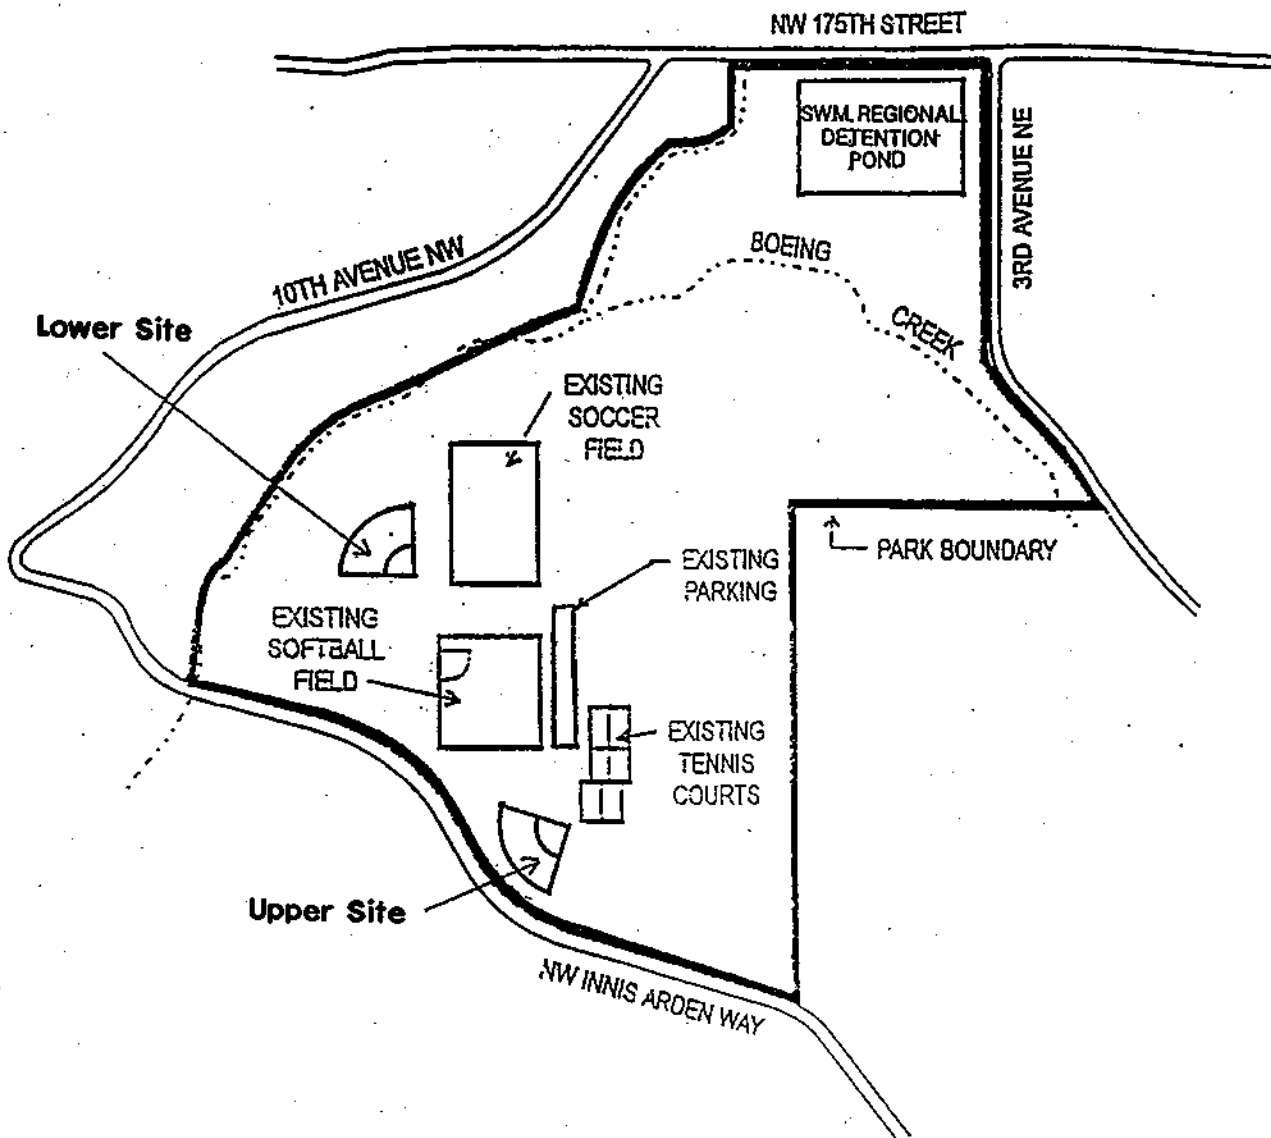 NW 175TH STREET
SWM. REGIONAL
DETENTION
POND
3RD AVENUE NE
BOEING
CREEK
10TH AVENUE NW
Lower Site
EXISTING
SOCCER
FIELD
PARK BOUNDARY
EXISTING
PARKING
EXISTING
SOFTBALL
FIELD
EXISTING
TENNIS
COURTS
Upper Site
NW INNIS ARDEN WAY